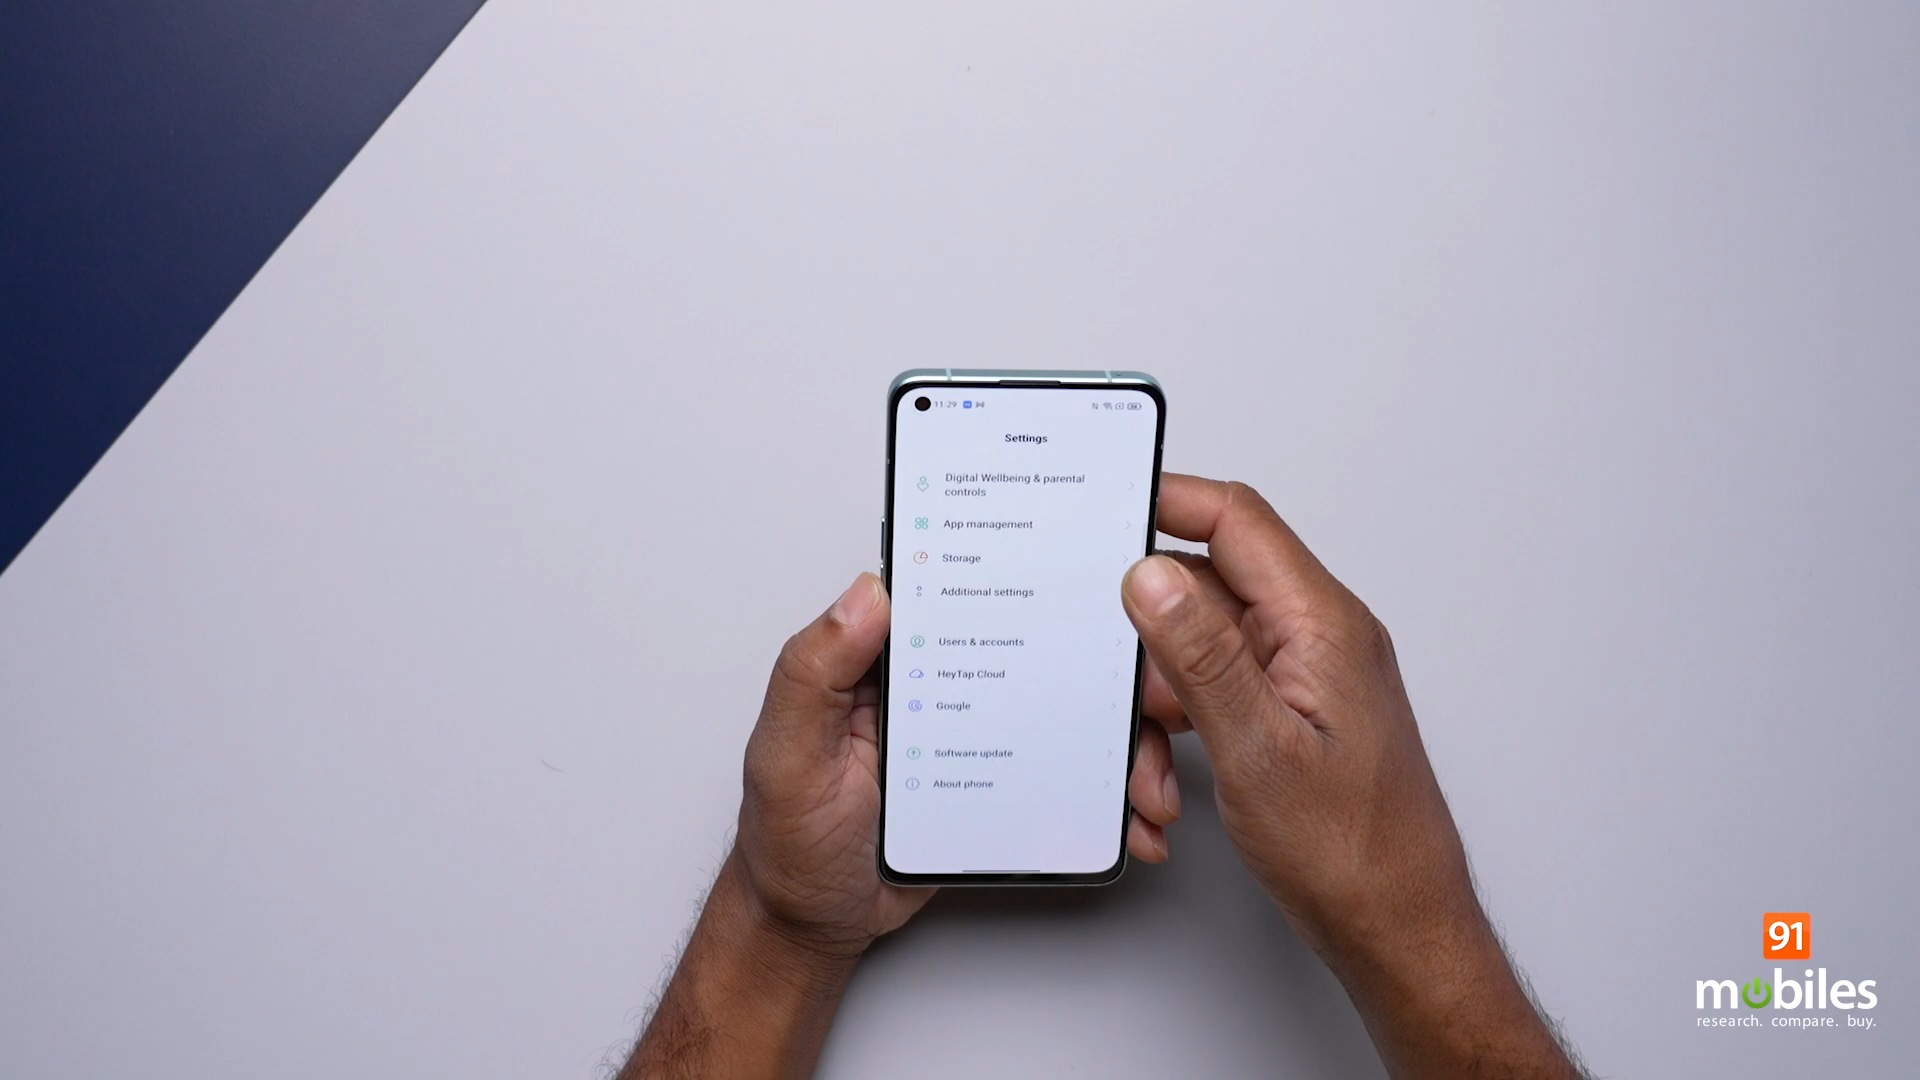 11:29
Settings
Digital Wellbeing & parental
controls
App management
Storage
Additional settings
Users & accounts
HeyTap Cloud
Google
Software update
About phone
91
mobiles
research. compare. buy.